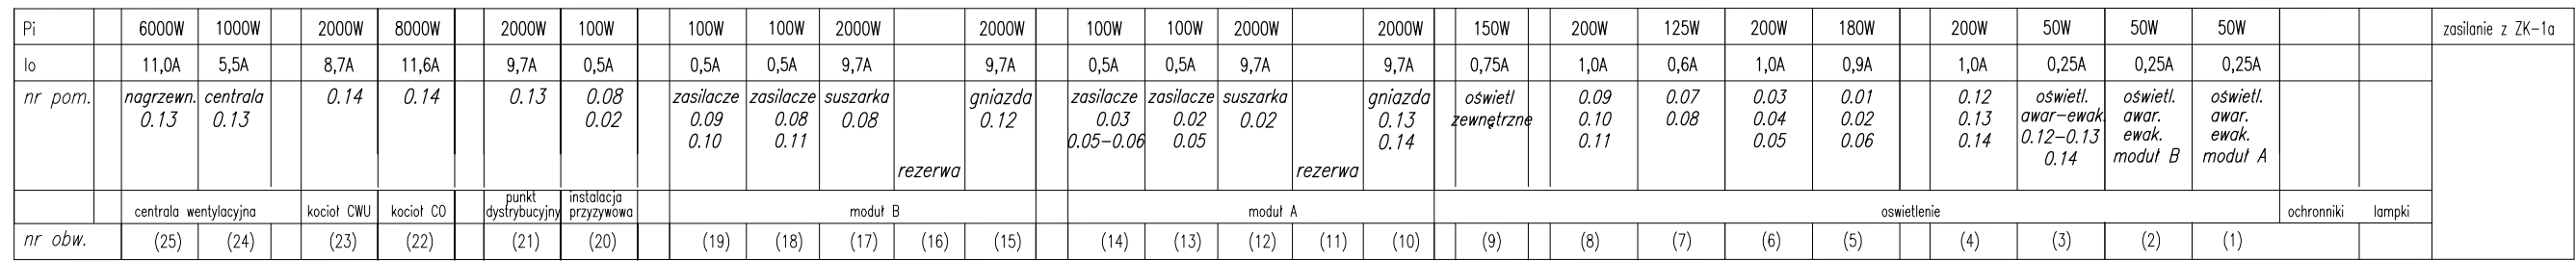 Pi 6000W 1000W 2000W 8000W 2000W 100W 100W 100W 2000W 2000W 100W 100W 2000W 2000W 150W 200W 125W 200W 180W 200W 50W 50W 50W zasilanie z ZK-1a
Io 11,0A 5,5A 8,7A 11,6A 9,7A 0,5A 0,5A 0,5A 9,7A 9,7A 0,5A 0,5A 9,7A 9,7A 0,75A 1,0A 0,6A 1,0A 0,9A 1,0A 0,25A 0,25A 0,25A
nr pom. nagrzewn. centrala 0.14 0.14 0.13 0.08 zasilacze zasilacze suszarka gniazda zasilacze zasilacze suszarka gniazda oświetl 0.09 0.07 0.03 0.01 0.12 oświetl. oświetl. oświetl.
0.13 0.13 0.02 0.09 0.08 0.08 0.12 0.03 0.02 0.02 0.13 zewnętrzne 0.10 0.08 0.04 0.02 0.13 awar-ewak. awar. awar.
0.10 0.11 0.05-0.06 0.05 0.14 0.11 0.05 0.06 0.14 0.12-0.13 ewak. ewak.
0.14 moduł B moduł A
rezerwa rezerwa
punkt instalacja
centrala wentylacyjna kocioł CWU kocioł CO dystrybucyjny przyzywowa moduł B moduł A oswietlenie ochronniki lampki
nr obw. (25) (24) (23) (22) (21) (20) (19) (18) (17) (16) (15) (14) (13) (12) (11) (10) (9) (8) (7) (6) (5) (4) (3) (2) (1)